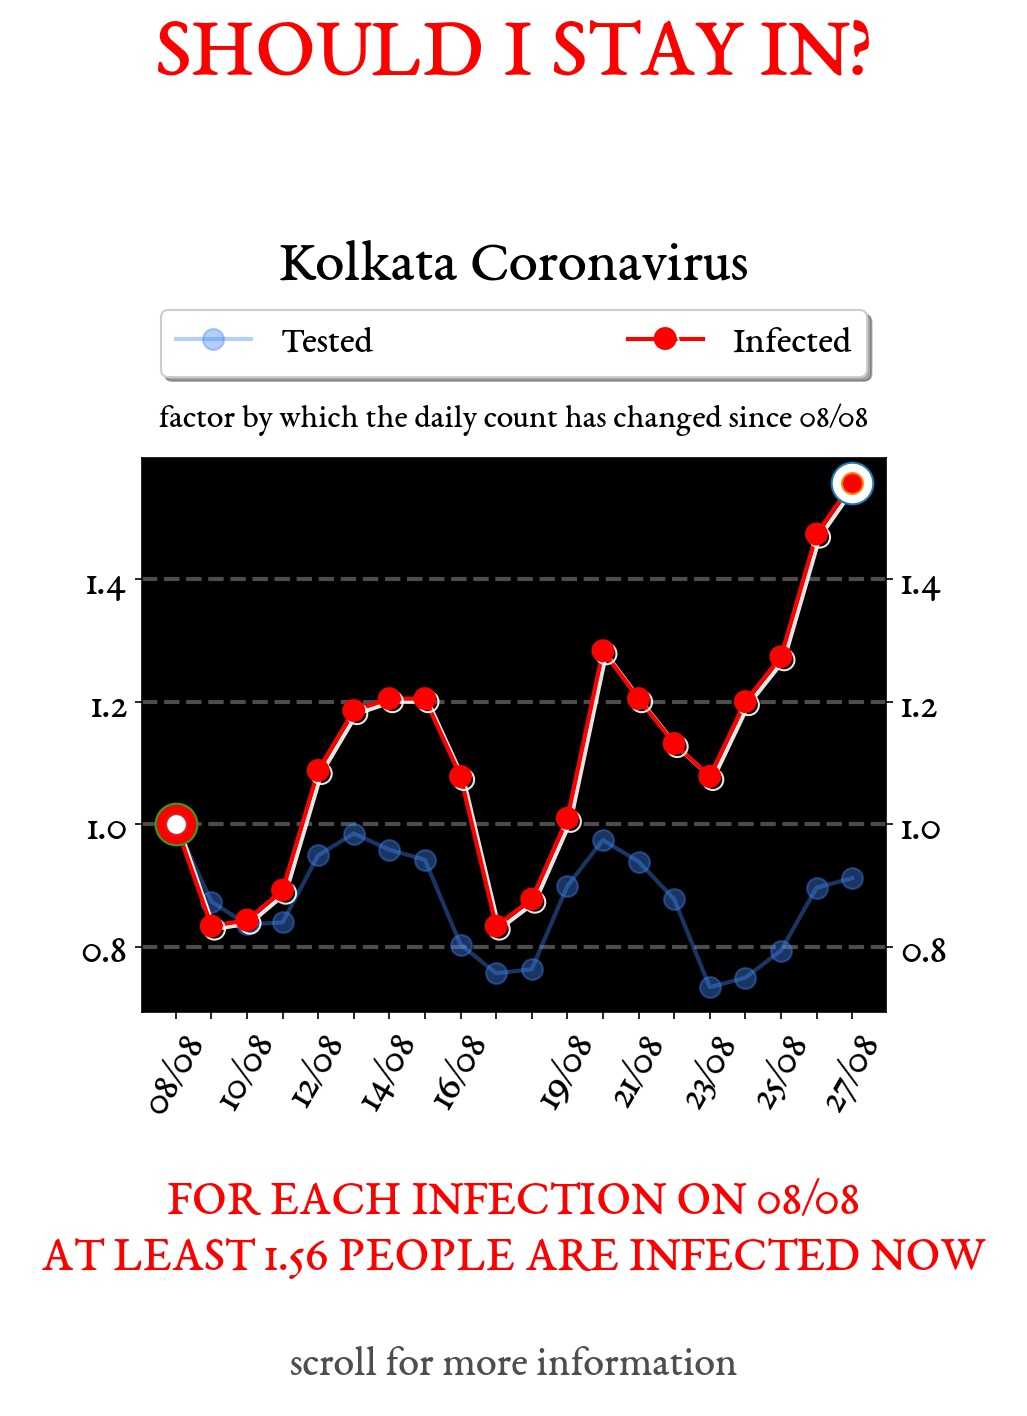 SHOULD I STAY IN?
Kolkata Coronavirus
Tested Infected
factor by which the daily count has changed since 08/08
1.4 1.4
1.2 1.2
1.0 1.0
0.8 0.8
08/08 10/08 12/08 14/08 16/08 19/08 21/08 23/08 25/08 27/08
FOR EACH INFECTION ON 08/08
AT LEAST 1.56 PEOPLE ARE INFECTED NOW
scroll for more information